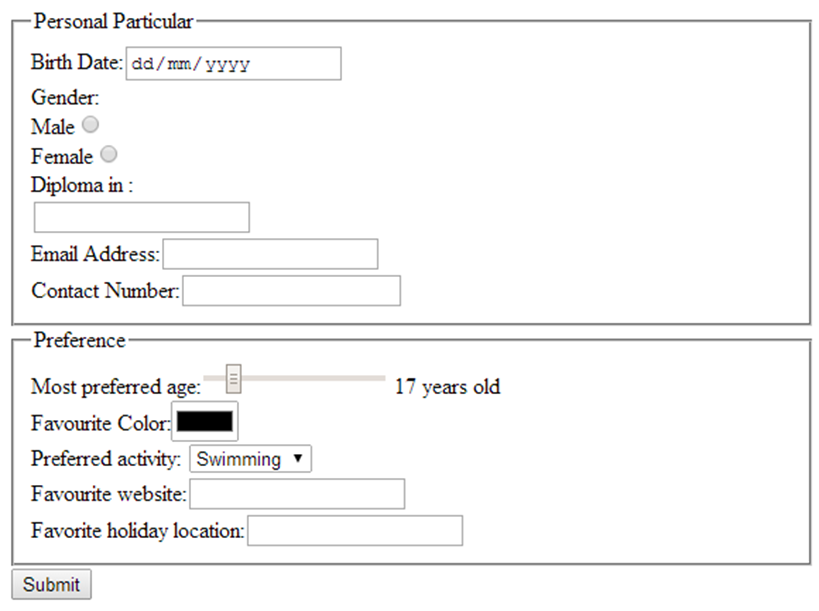 Personal Particular
Birth Date: dd/mm/yyyy
Gender:
Male
Female
Diploma in :
Email Address:
Contact Number:
Preference
Most preferred age: 17 years old
Favourite Color:
Preferred activity: Swimming
Favourite website:
Favorite holiday location:
Submit